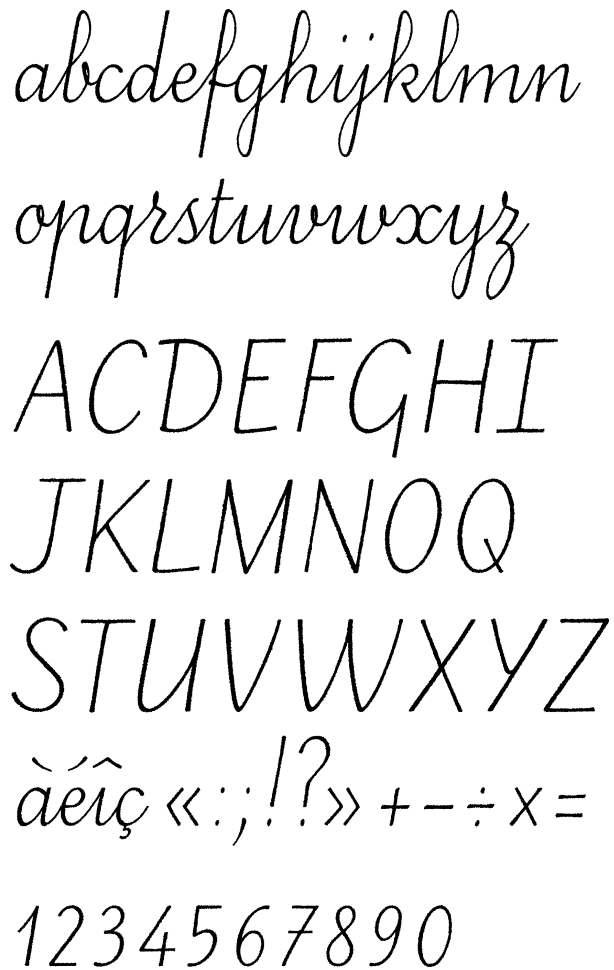 abcdefghijklmn
opqrstuvwxyz
ACDEFGHI
JKLMNOQ
STUVWXYZ
àéîç«:;!?»+−÷×=
1234567890